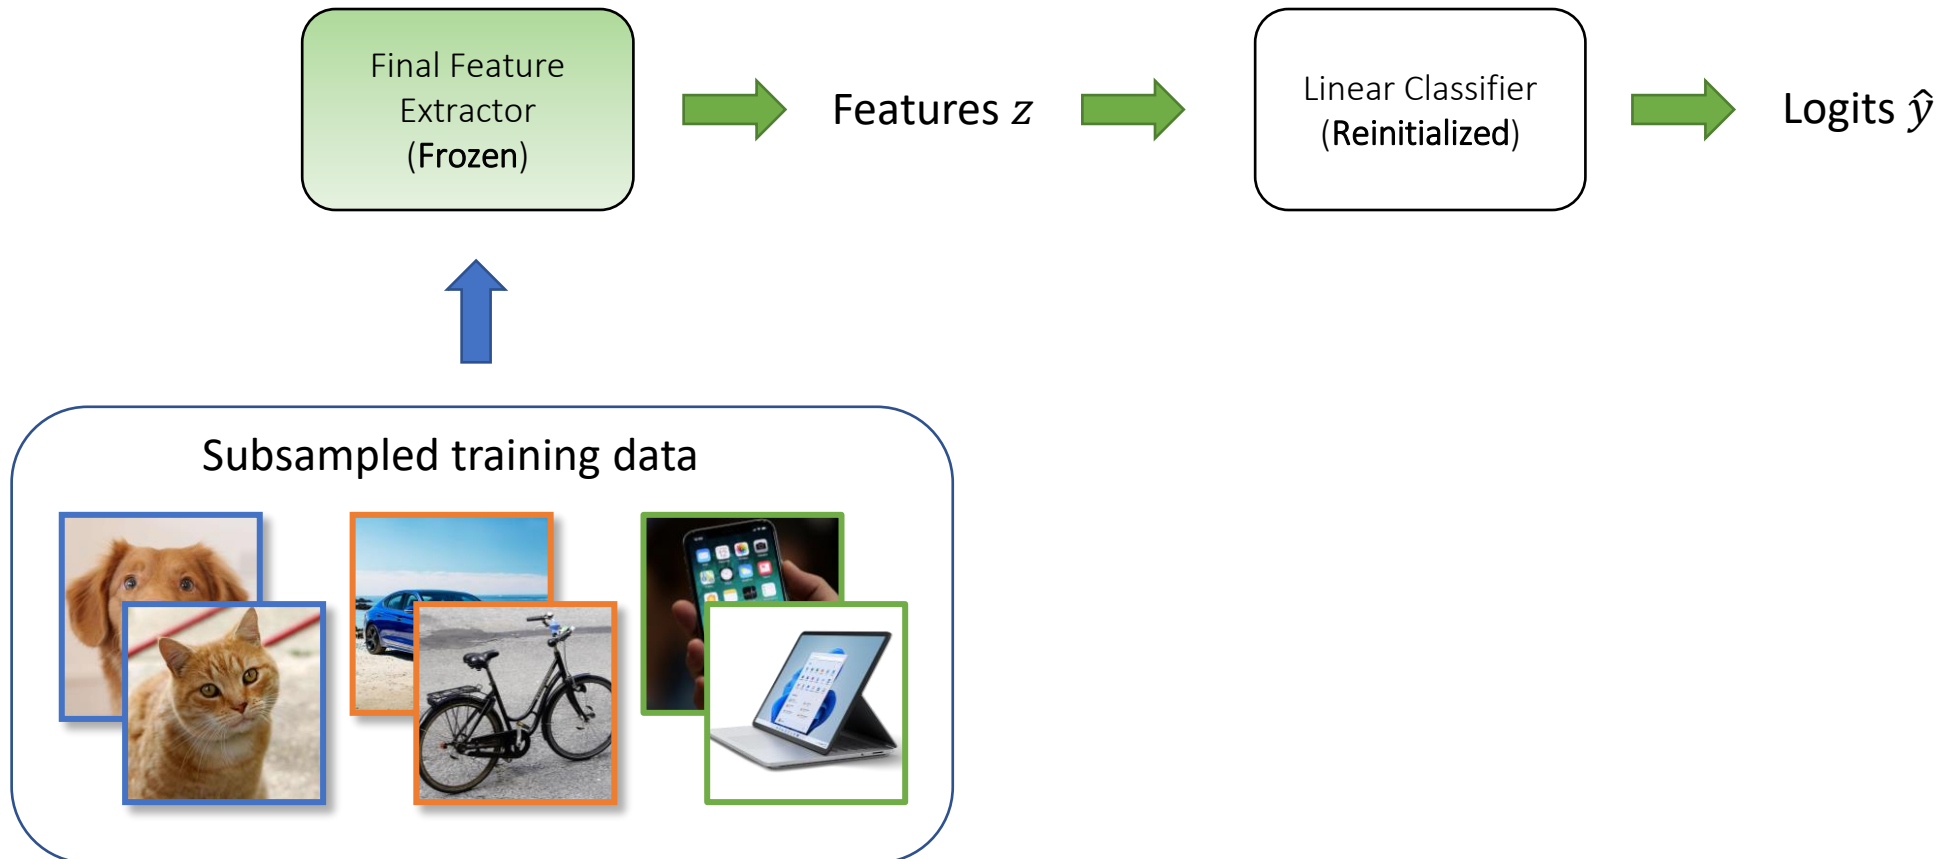 Final Feature
Extractor
(Frozen)
Features z
Linear Classifier
(Reinitialized)
Logits ŷ
Subsampled training data